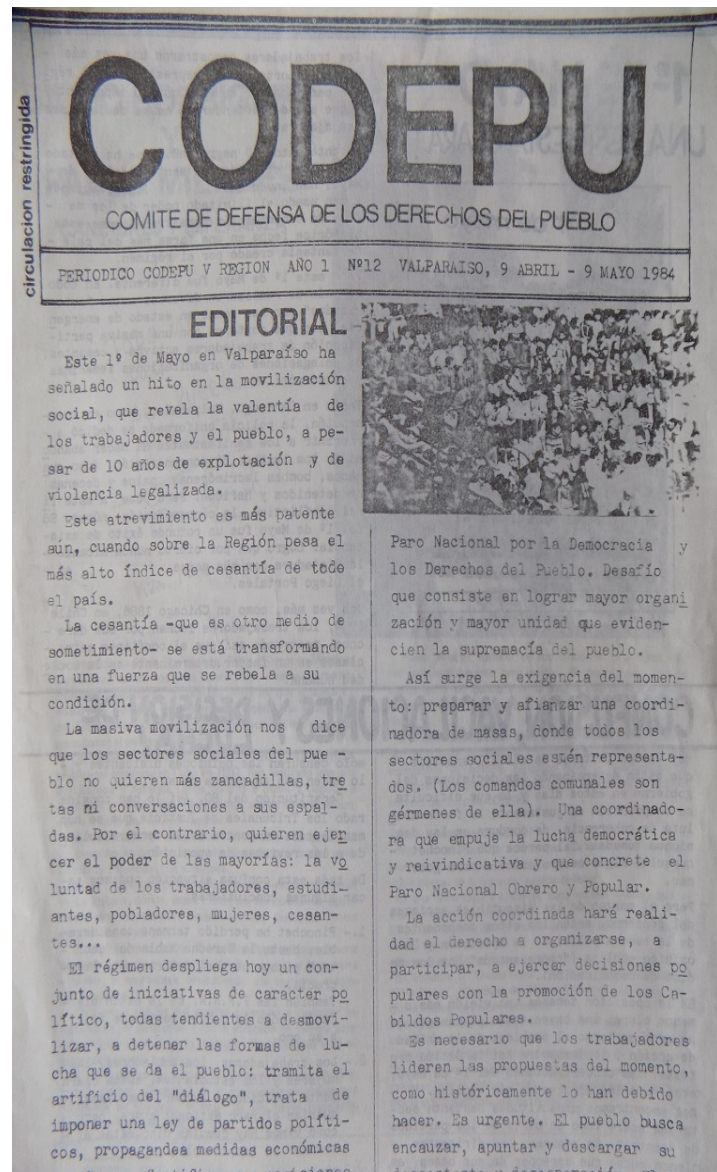 circulacion restringida
CODEPU
COMITE DE DEFENSA DE LOS DERECHOS DEL PUEBLO
PERIODICO CODEPU V REGION AÑO 1 Nº12 VALPARAISO, 9 ABRIL - 9 MAYO 1984
EDITORIAL
Este 1º de Mayo en Valparaíso ha
señalado un hito en la movilización
social, que revela la valentía de
los trabajadores y el pueblo, a pe-
sar de 10 años de explotación y de
violencia legalizada.
Este atrevimiento es más patente
aún, cuando sobre la Región pesa el
más alto índice de cesantía de todo
el país.
La cesantía -que es otro medio de
sometimiento- se está transformando
en una fuerza que se rebela a su
condición.
La masiva movilización nos dice
que los sectores sociales del pue -
blo no quieren más zancadillas, tre
tas ni conversaciones a sus espal-
das. Por el contrario, quieren ejer
cer el poder de las mayorías: la vo
luntad de los trabajadores, estudi-
antes, pobladores, mujeres, cesan-
tes...
El régimen despliega hoy un con-
junto de iniciativas de carácter po
lítico, todas tendientes a desmovi-
lizar, a detener las formas de lu-
cha que se da el pueblo: tramita el
artificio del "diálogo", trata de
imponer una ley de partidos políti-
cos, propagandea medidas económicas
Paro Nacional por la Democracia y
los Derechos del Pueblo. Desafío
que consiste en lograr mayor organi
zación y mayor unidad que eviden-
cien la supremacía del pueblo.
Así surge la exigencia del momen-
to: preparar y afianzar una coordi-
nadora de masas, donde todos los
sectores sociales estén representa-
dos. (Los comandos comunales son
gérmenes de ella). Una coordinado-
ra que empuje la lucha democrática
y reivindicativa y que concrete el
Paro Nacional Obrero y Popular.
La acción coordinada hará reali-
dad el derecho a organizarse, a
participar, a ejercer decisiones po
pulares con la promoción de los Ca-
bildos Populares.
Es necesario que los trabajadores
lideren las propuestas del momento,
como históricamente lo han debido
hacer. Es urgente. El pueblo busca
encauzar, apuntar y descargar su